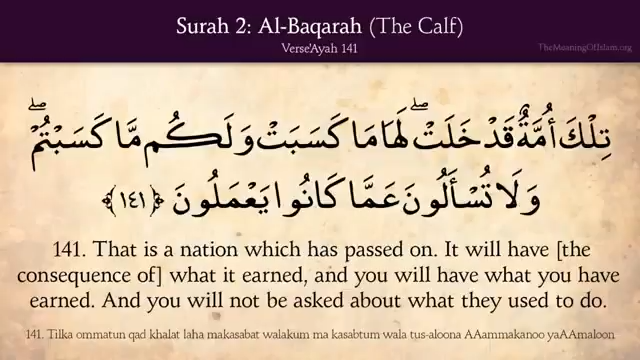 Surah 2: Al-Baqarah (The Calf)
Verse'Ayah 141
TheMeaningOfIslam.org
تِلْكَ أُمَّةٌ قَدْ خَلَتْ ۖ لَهَا مَا كَسَبَتْ وَلَكُم مَّا كَسَبْتُمْ ۖ
وَلَا تُسْأَلُونَ عَمَّا كَانُوا يَعْمَلُونَ ﴿١٤١﴾
141. That is a nation which has passed on. It will have [the
consequence of] what it earned, and you will have what you have
earned. And you will not be asked about what they used to do.
141. Tilka ommatun qad khalat laha makasabat walakum ma kasabtum wala tus-aloona AAammakanoo yaAAmaloon